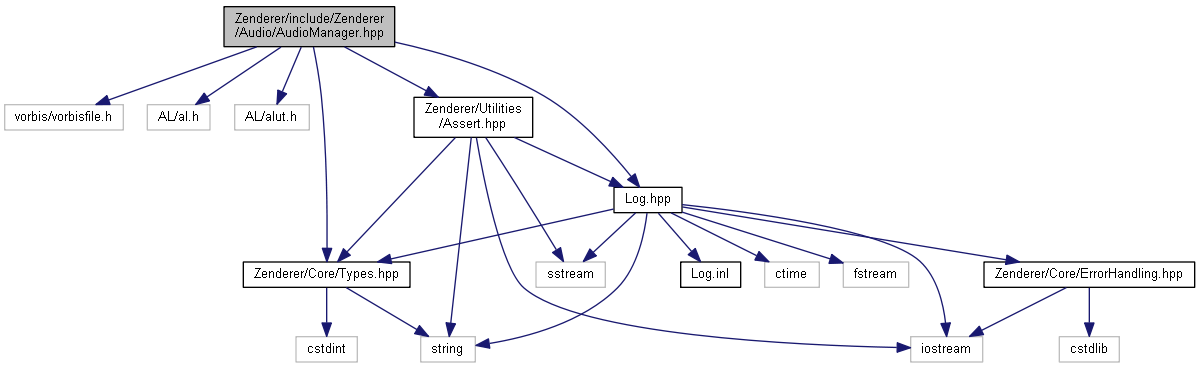 Zenderer/include/Zenderer
/Audio/AudioManager.hpp
vorbis/vorbisfile.h
AL/al.h
AL/alut.h
Zenderer/Utilities
/Assert.hpp
Log.hpp
Zenderer/Core/Types.hpp
sstream
Log.inl
ctime
fstream
Zenderer/Core/ErrorHandling.hpp
cstdint
string
iostream
cstdlib